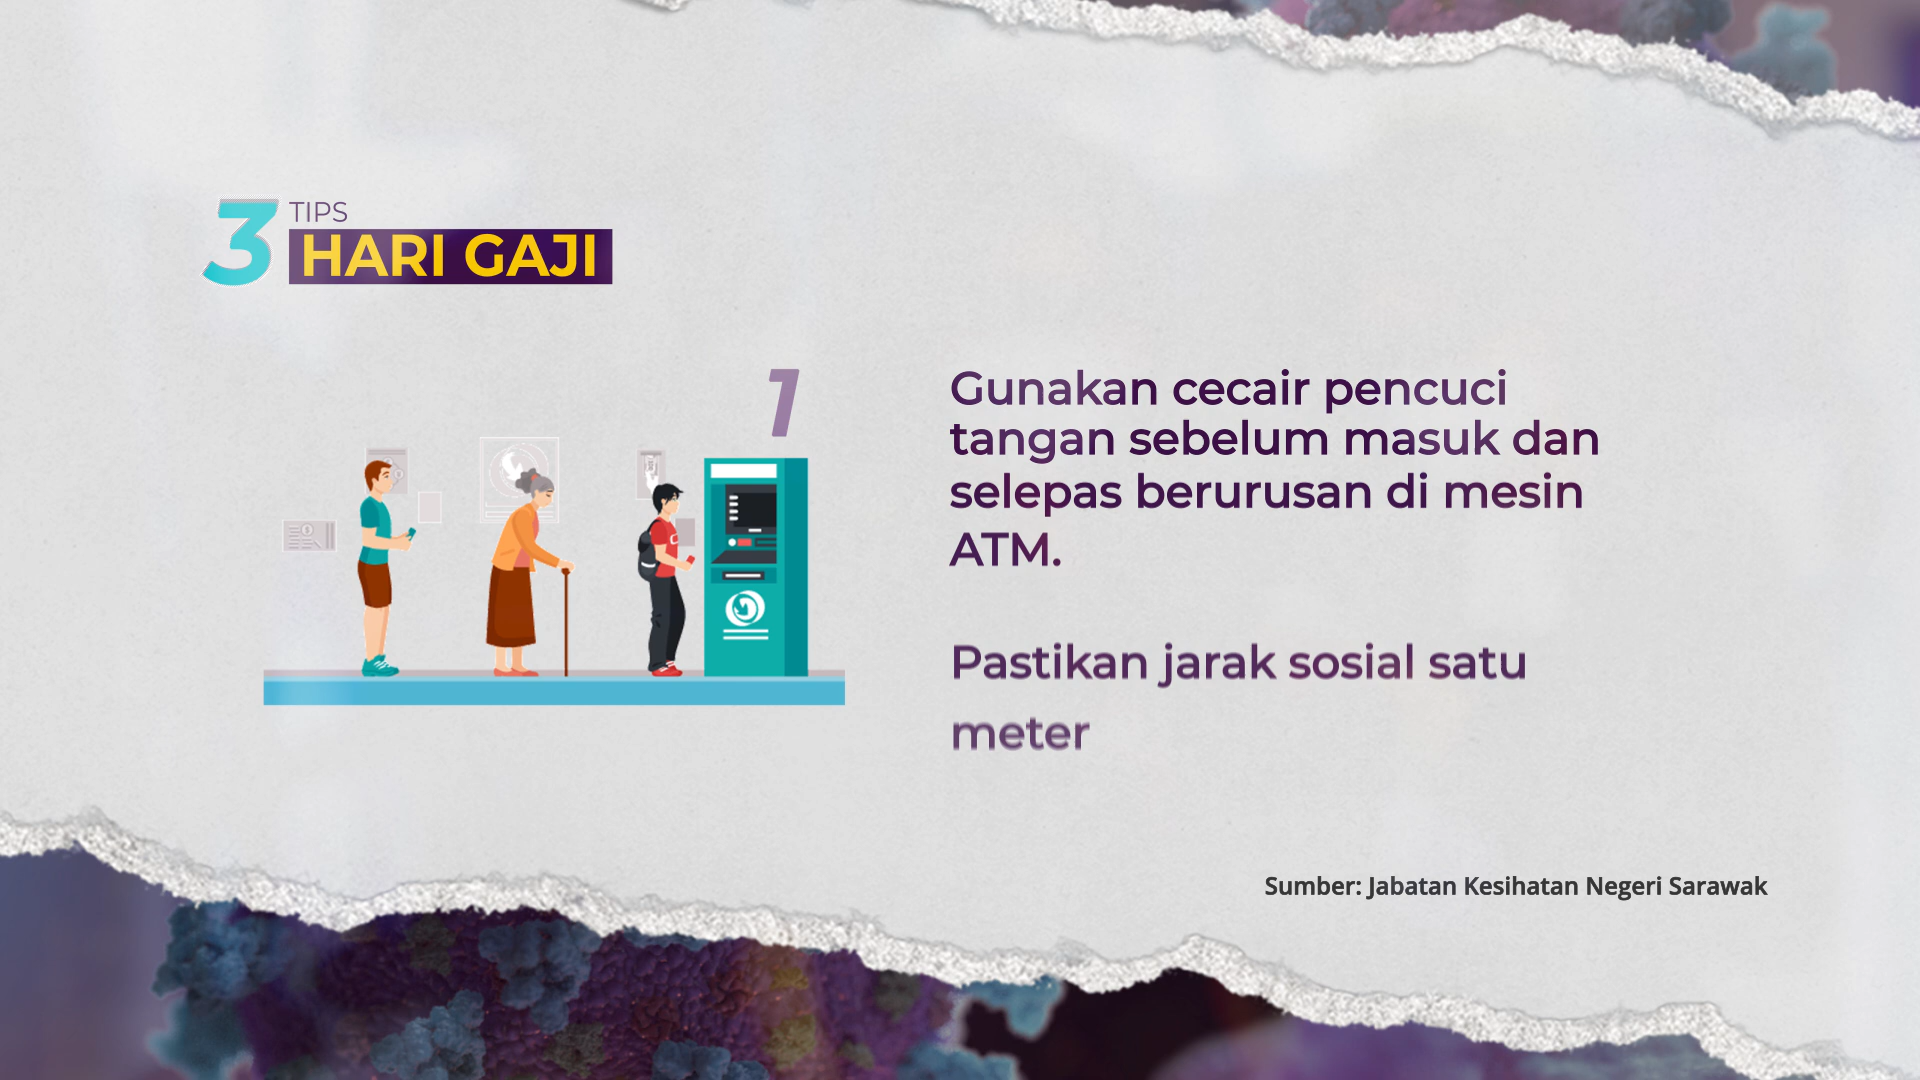 3 TIPS
HARI GAJI
1
Gunakan cecair pencuci
tangan sebelum masuk dan
selepas berurusan di mesin
ATM.
Pastikan jarak sosial satu
meter
Sumber: Jabatan Kesihatan Negeri Sarawak